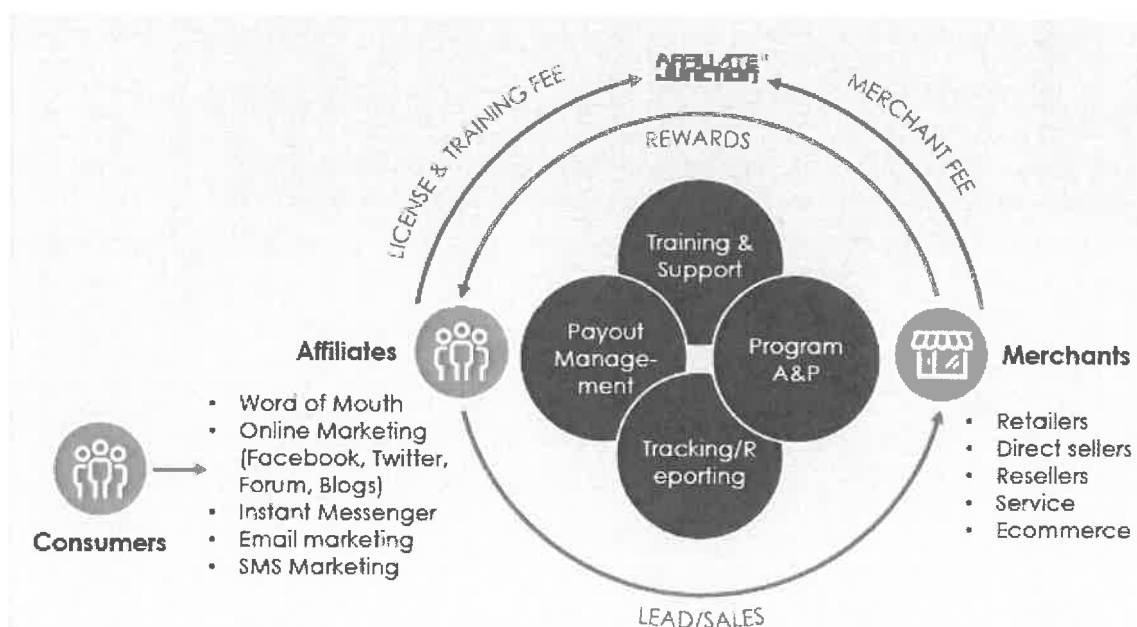 AFFILIATE
JUNCTION
LICENSE & TRAINING FEE
MERCHANT FEE
REWARDS
Training &
Support
Payout
Manage-
ment
Program
A&P
Tracking/R
eporting
Affiliates
• Word of Mouth
• Online Marketing
(Facebook, Twitter,
Forum, Blogs)
• Instant Messenger
• Email marketing
• SMS Marketing
Consumers
Merchants
• Retailers
• Direct sellers
• Resellers
• Service
• Ecommerce
LEAD/SALES